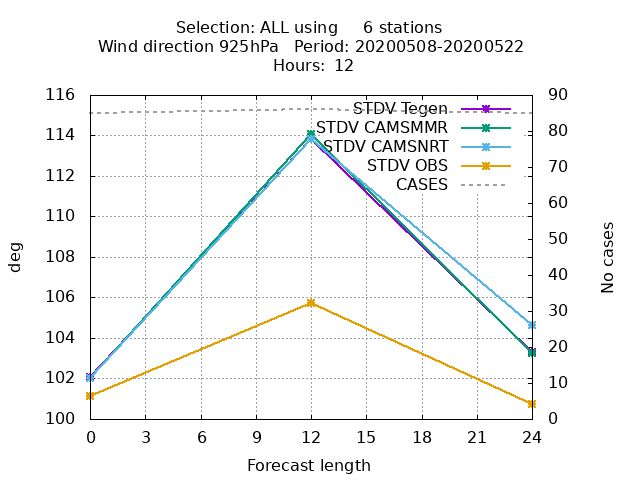 Selection: ALL using     6 stations
Wind direction 925hPa   Period: 20200508-20200522
Hours: 12
116
114
112
110
108
106
104
102
100
deg
90
80
70
60
50
40
30
20
10
0
No cases
STDV Tegen
STDV CAMSMMR
STDV CAMSNRT
STDV OBS
CASES
0 3 6 9 12 15 18 21 24
Forecast length